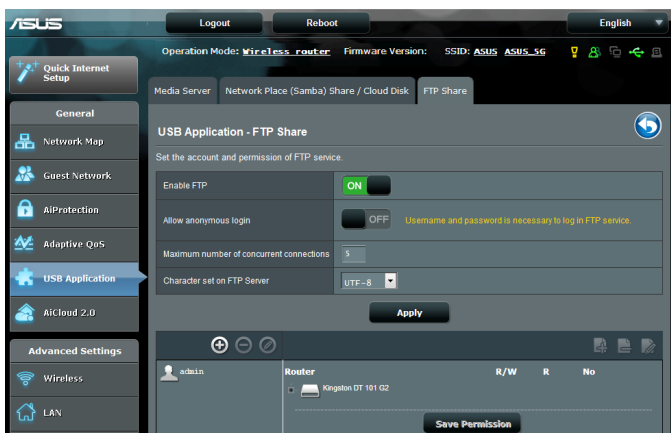 ASUS
Logout
Reboot
English
Operation Mode: Wireless router Firmware Version: SSID: ASUS ASUS_5G
Quick Internet
Setup
Media Server
Network Place (Samba) Share / Cloud Disk
FTP Share
General
Network Map
Guest Network
AiProtection
Adaptive QoS
USB Application
AiCloud 2.0
Advanced Settings
Wireless
LAN
USB Application - FTP Share
Set the account and permission of FTP service.
Enable FTP
ON
Allow anonymous login
OFF
Username and password is necessary to log in FTP service.
Maximum number of concurrent connections
5
Character set on FTP Server
UTF-8
Apply
admin
Router
R/W
R
No
Kingston DT 101 G2
Save Permission